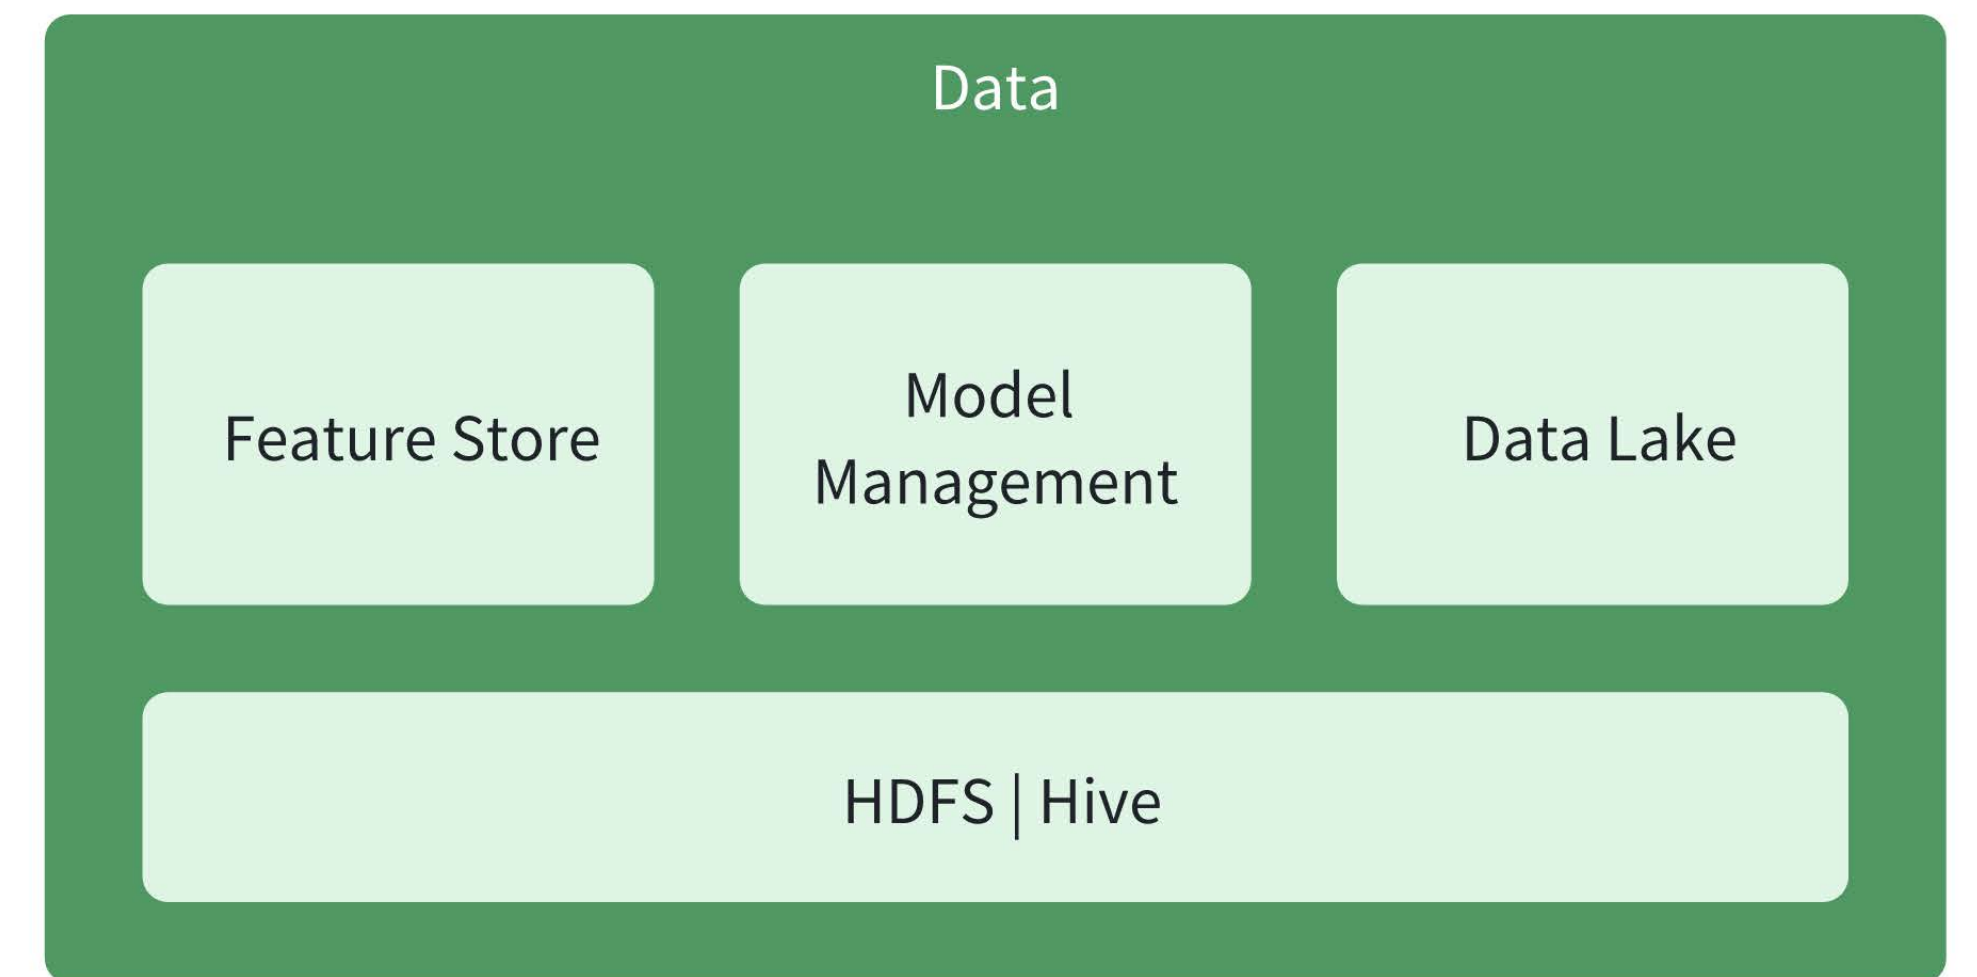 Data
Feature Store
Model
Management
Data Lake
HDFS | Hive